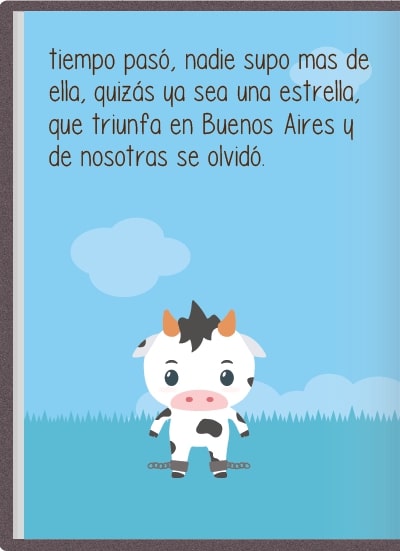 tiempo pasó, nadie supo mas de
ella, quizás ya sea una estrella,
que triunfa en Buenos Aires y
de nosotras se olvidó.